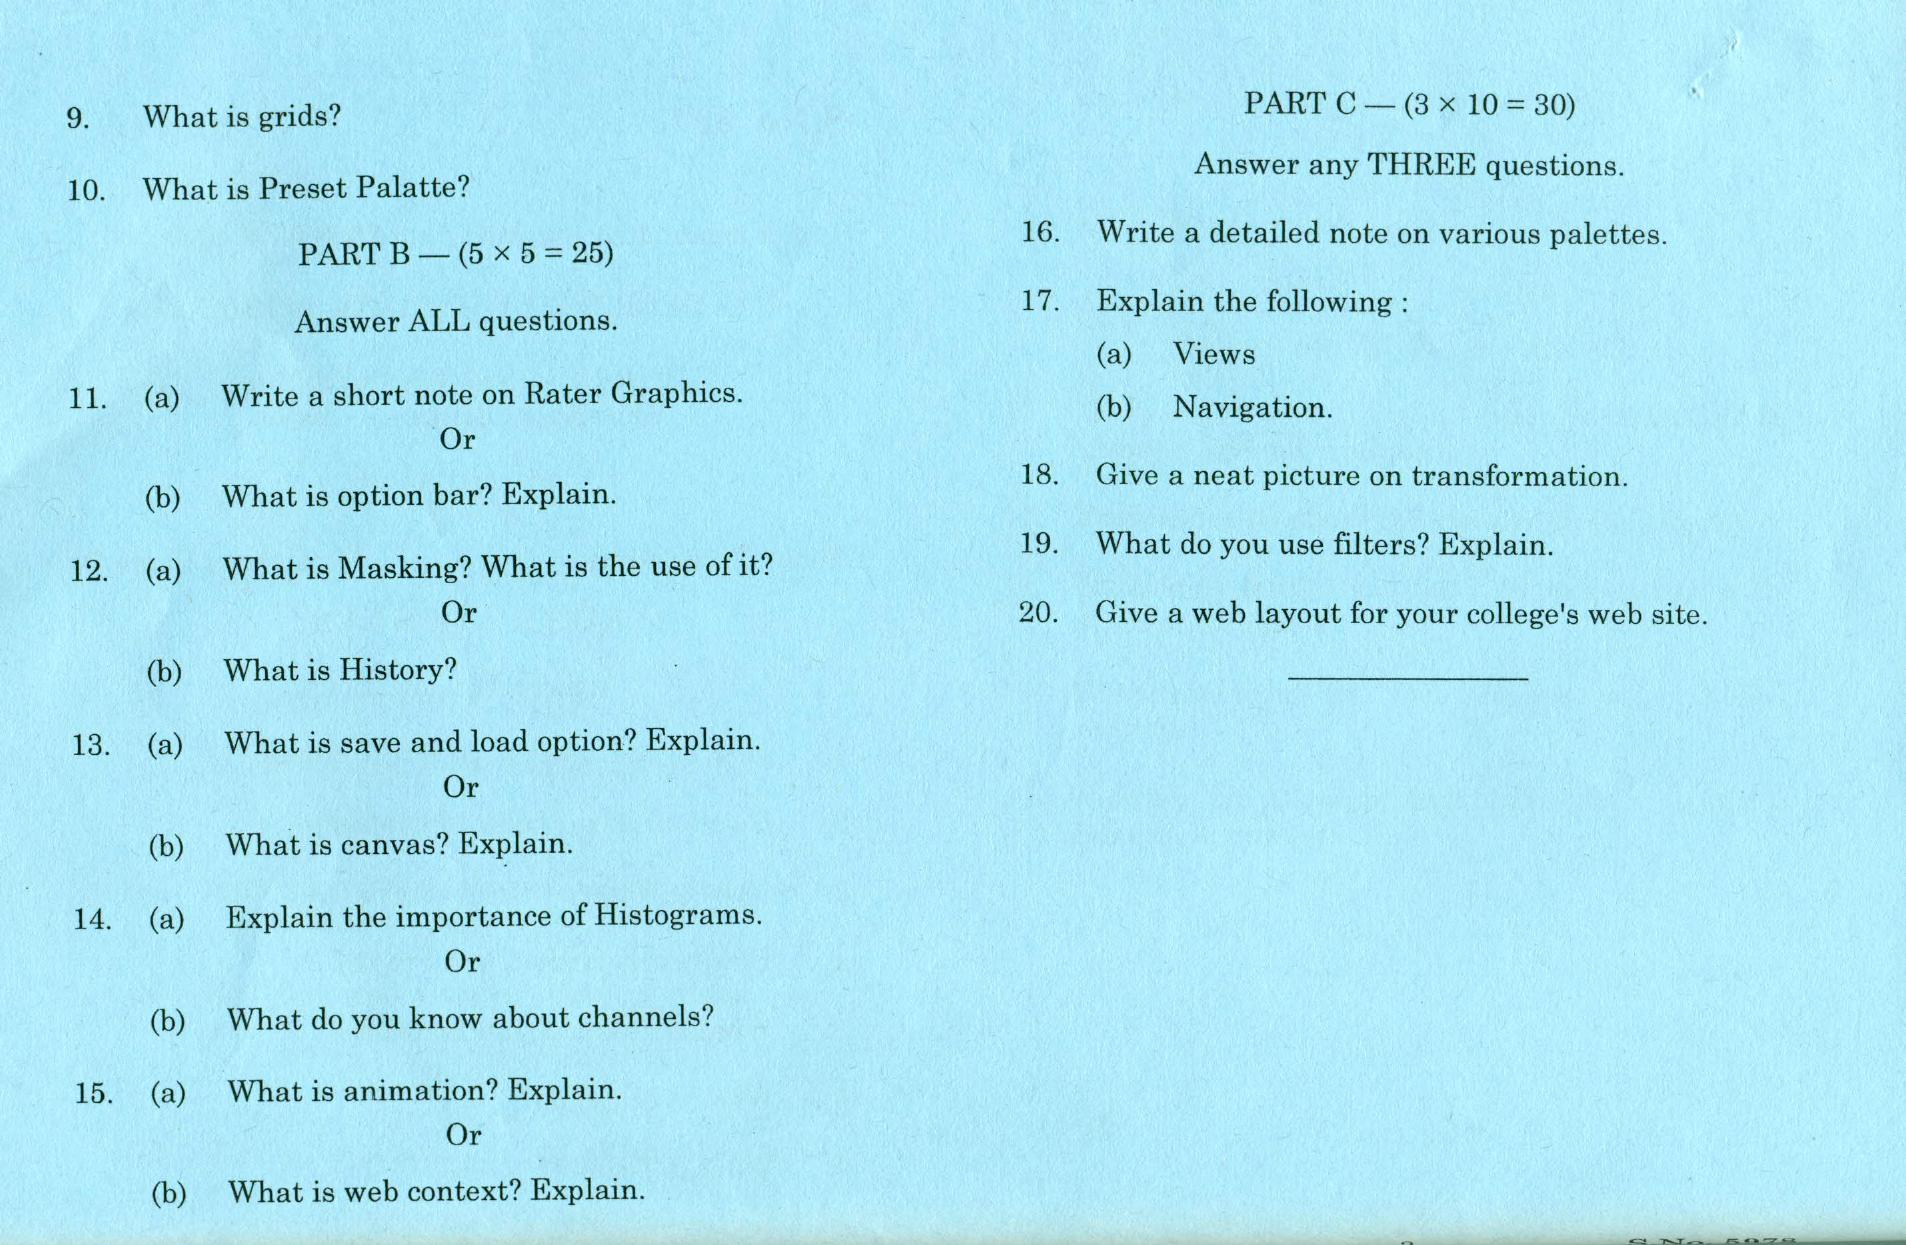 9. What is grids?
10. What is Preset Palatte?
PART B — (5 × 5 = 25)
Answer ALL questions.
11. (a) Write a short note on Rater Graphics.
Or
(b) What is option bar? Explain.
12. (a) What is Masking? What is the use of it?
Or
(b) What is History?
13. (a) What is save and load option? Explain.
Or
(b) What is canvas? Explain.
14. (a) Explain the importance of Histograms.
Or
(b) What do you know about channels?
15. (a) What is animation? Explain.
Or
(b) What is web context? Explain.
PART C — (3 × 10 = 30)
Answer any THREE questions.
16. Write a detailed note on various palettes.
17. Explain the following :
(a) Views
(b) Navigation.
18. Give a neat picture on transformation.
19. What do you use filters? Explain.
20. Give a web layout for your college's web site.